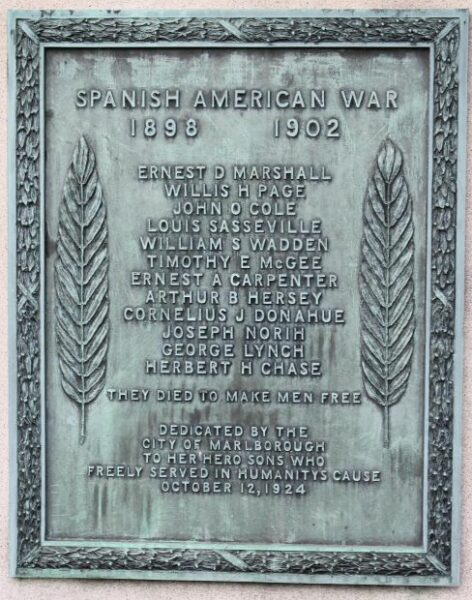 SPANISH AMERICAN WAR
1898 1902
ERNEST D MARSHALL
WILLIS H PAGE
JOHN O COLE
LOUIS SASSEVILLE
WILLIAM S WADDEN
TIMOTHY E McGEE
ERNEST A CARPENTER
ARTHUR B HERSEY
CORNELIUS J DONAHUE
JOSEPH NORIH
GEORGE LYNCH
HERBERT H CHASE
THEY DIED TO MAKE MEN FREE
DEDICATED BY THE
CITY OF MARLBOROUGH
TO HER HERO SONS WHO
FREELY SERVED IN HUMANITYS CAUSE
OCTOBER 12, 1924